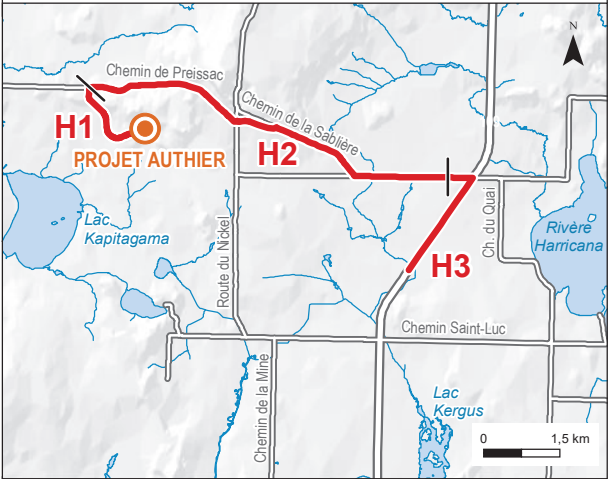 N
Chemin de Preissac
Chemin de la Sablière
H1
PROJET AUTHIER
H2
Lac
Kapitagama
Route du Nickel
Ch. du Quai
Rivère
Harricana
H3
Chemin Saint-Luc
Chemin de la Mine
Lac
Kergus
0 1,5 km